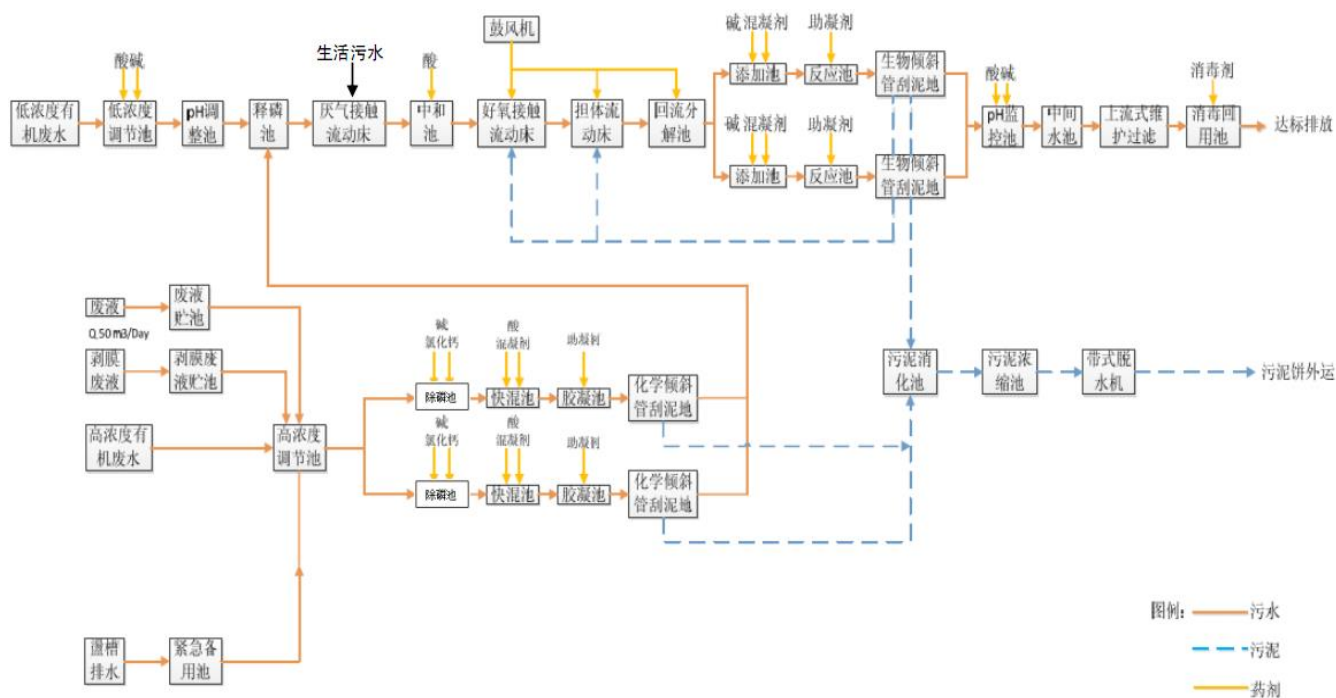 鼓风机
碱 混凝剂
助凝剂
生活污水
酸碱
酸
生物倾斜
管刮泥地
酸碱
消毒剂
低浓度有
机废水
低浓度
调节池
pH调
整池
释磷
池
厌气接触
流动床
中和
池
好氧接触
流动床
担体流
动床
回流分
解池
添加池
反应池
碱 混凝剂
助凝剂
添加池
反应池
生物倾斜
管刮泥地
pH监
控池
中间
水池
上流式维
护过滤
消毒回
用池
达标排放
废液
废液
贮池
Q50m3/Day
剥膜
废液
剥膜废
液贮池
高浓度有
机废水
高浓度
调节池
碱
氯化钙
酸
混凝剂
助凝剂
除磷池
快混池
胶凝池
化学倾斜
管刮泥地
碱
氯化钙
酸
混凝剂
助凝剂
除磷池
快混池
胶凝池
化学倾斜
管刮泥地
污泥消
化池
污泥浓
缩池
带式脱
水机
污泥饼外运
槽
排水
紧急备
用池
图例：
污水
污泥
药剂